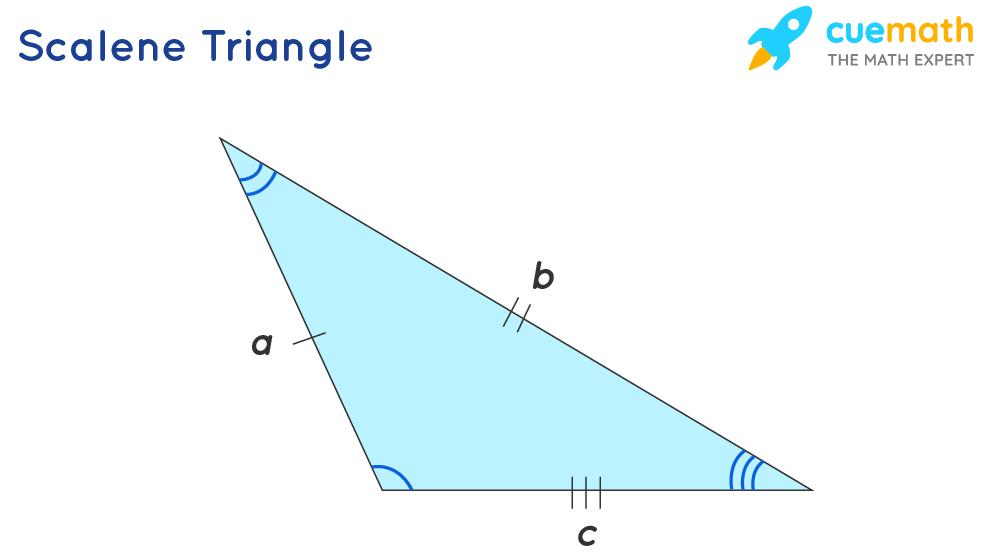 Scalene Triangle
cuemath
THE MATH EXPERT
b
a
c